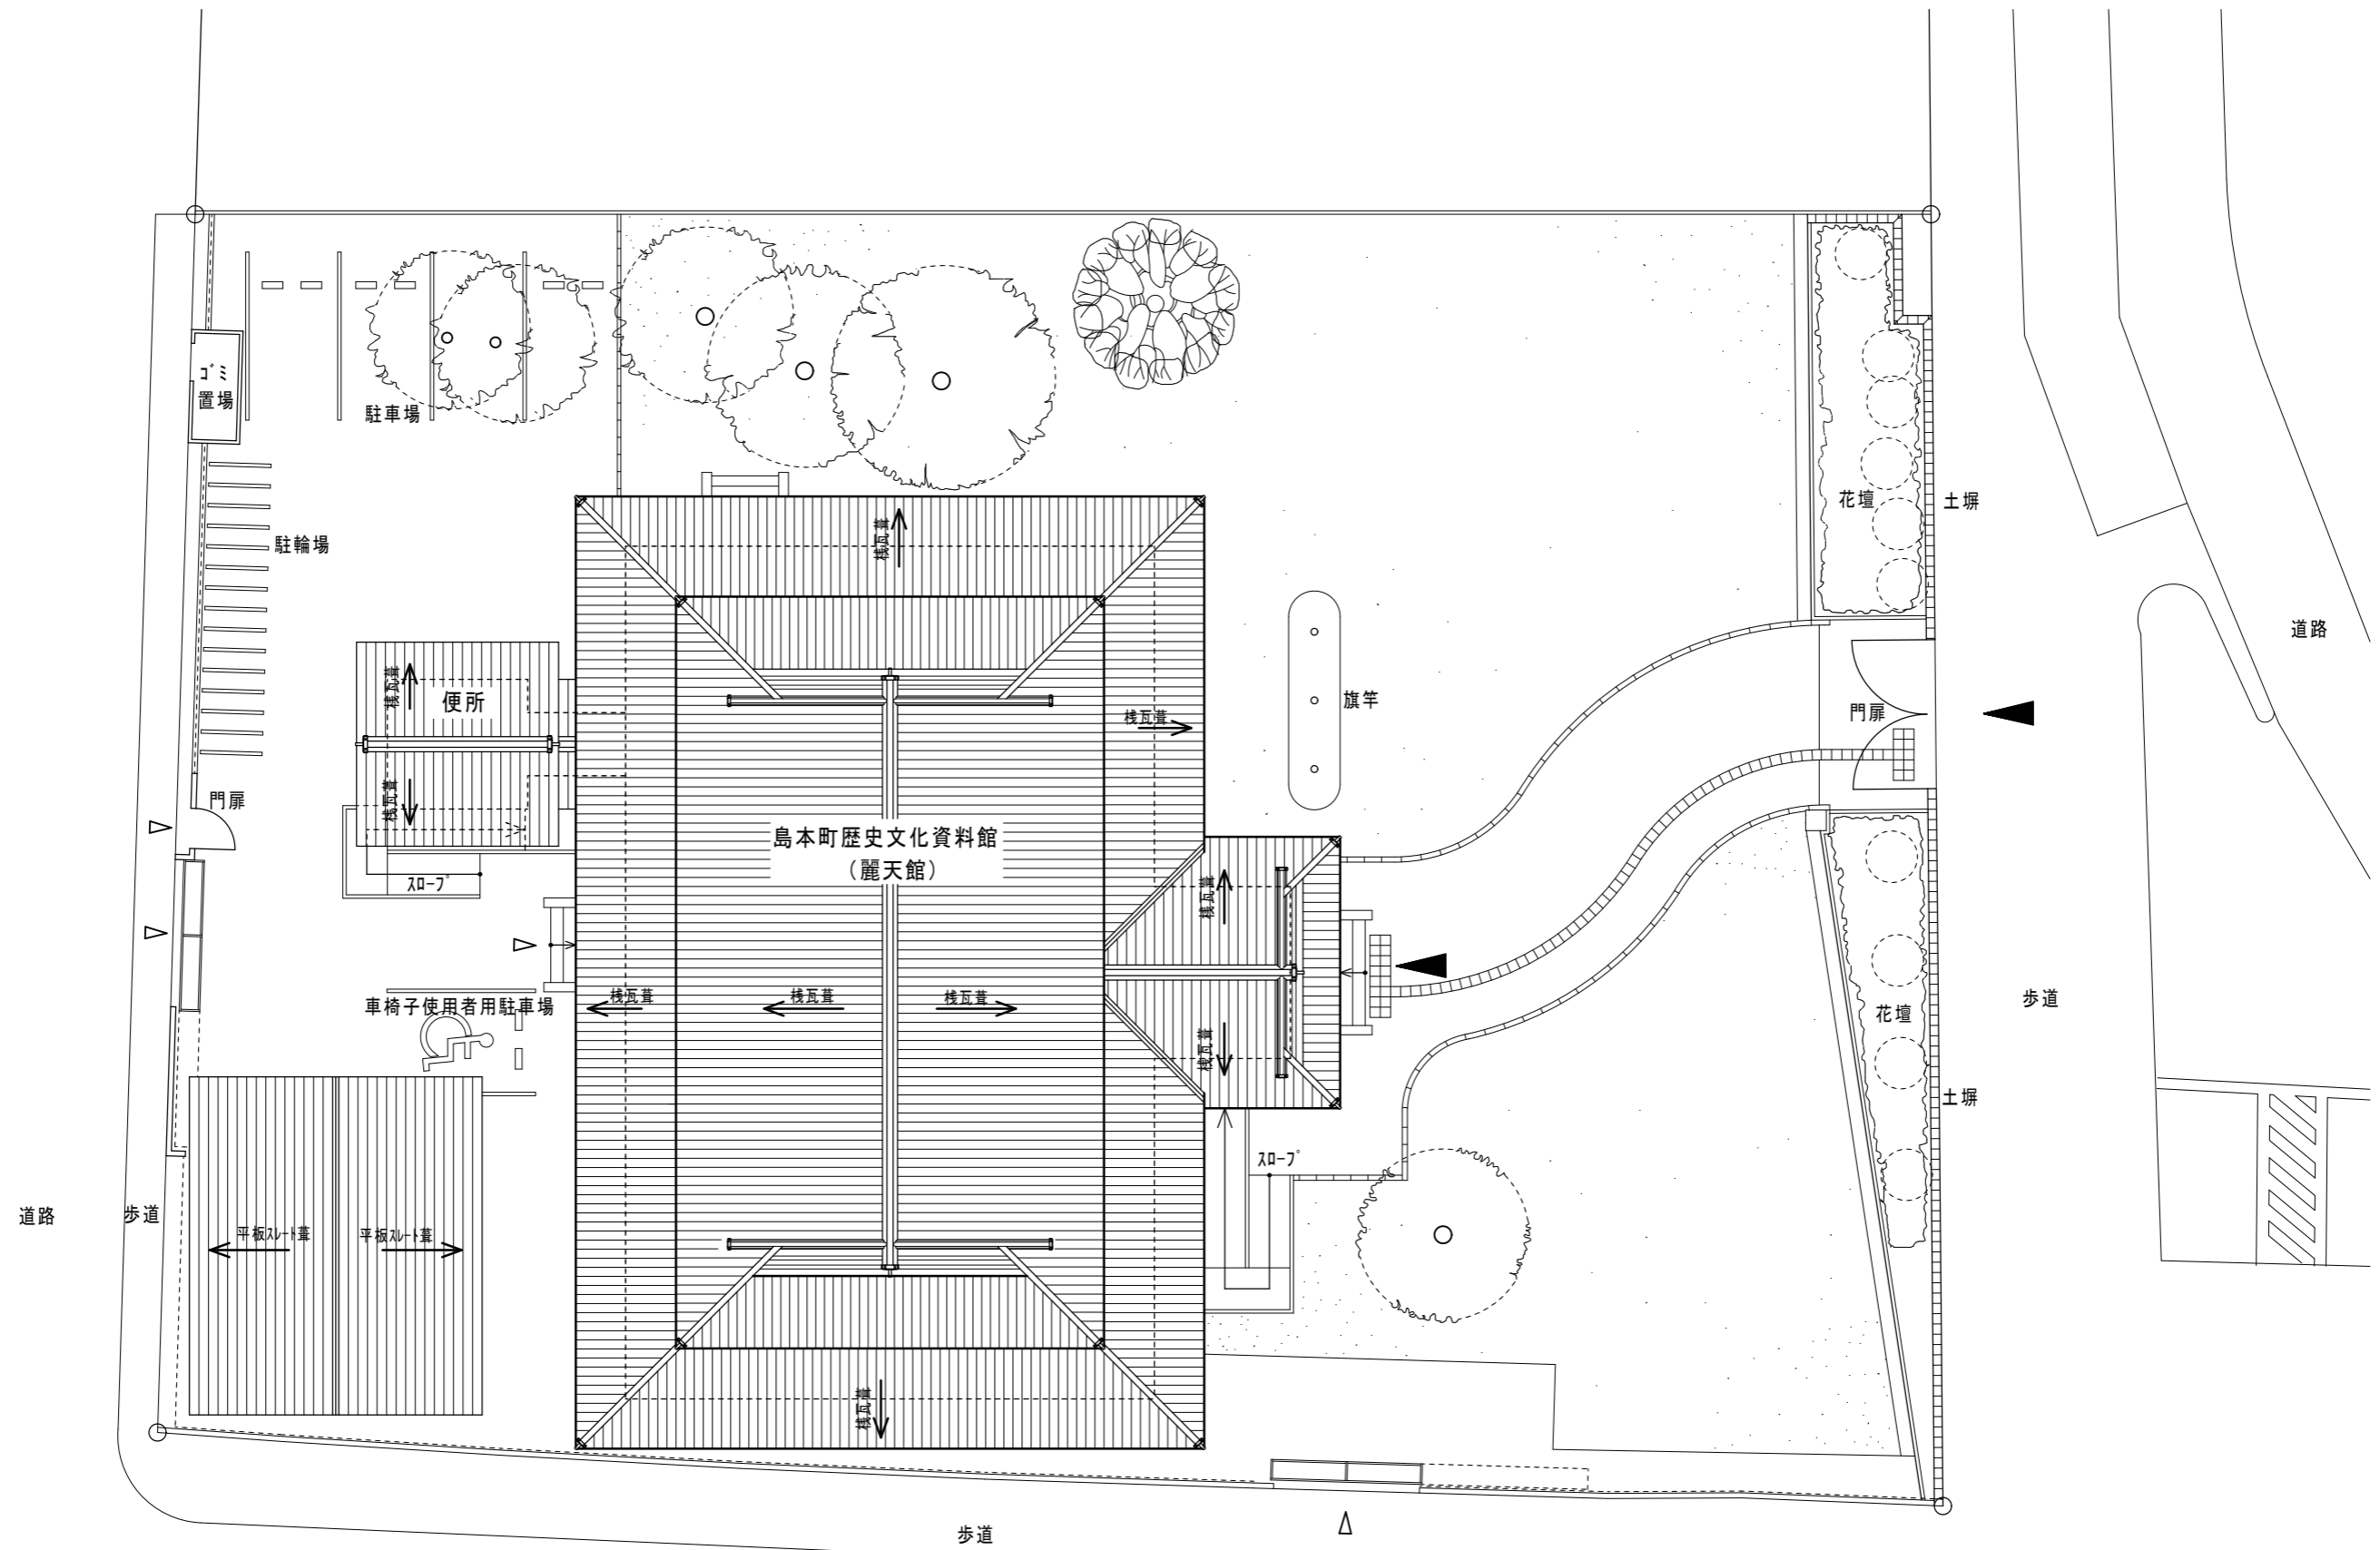 ゴミ
置場
駐車場
花壇
土塀
桟瓦葺
駐輪場
道路
桟瓦葺
便所
旗竿
門扉
桟瓦葺
桟瓦葺
門扉
島本町歴史文化資料館
（麗天館）
スロープ
桟瓦葺
桟瓦葺
桟瓦葺
桟瓦葺
車椅子使用者用駐車場
歩道
花壇
桟瓦葺
土塀
スロープ
道路
歩道
平板スレート葺
平板スレート葺
桟瓦葺
歩道